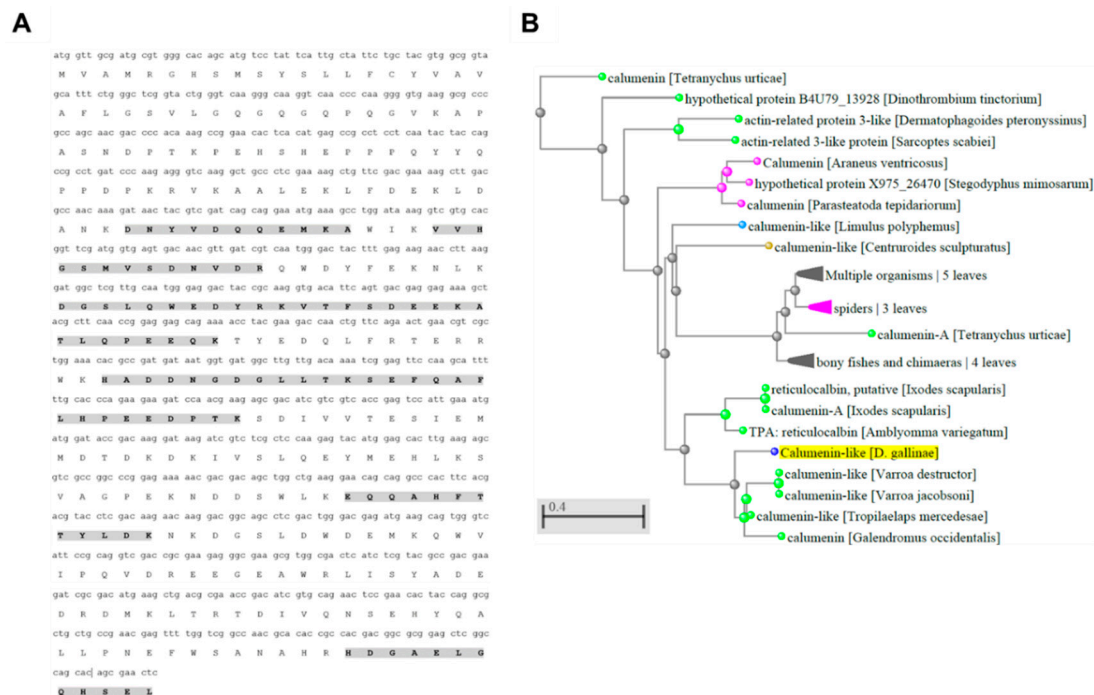 A
B
atg gtt gcg atg cgt ggg cac agc atg tcc tat tca ttg cta ttc tgc tac gtg gcg gta
M V A M R G H S M S Y S L L F C Y V A V
gca ttt ctg ggc tcg gta ctg ggt caa ggg caa ggt caa ccc caa ggg gtg aag gcg ccc
A F L G S V L G Q G Q G Q P Q G V K A P
gcc agc aac gac ccc aca aag ccg gaa cac tca cat gag cgc cct cct caa tac tac cag
A S N D P T K P E H S H E P P P Q Y Y Q
ccg cct gat ccc aag agg gtc aag gct gcc ctc gag aaa ctg ttc gac gaa aag ctt gac
P P D P K R V K A A L E K L F D E K L D
gcc aac aaa gat aac tac gtc gat cag cag gaa atg aaa gcc tgg ata aag gtc gtg cac
A N K D N Y V D Q Q E M K A W I K V V H
ggt tcg atg gtg agt gac aac gtt gat cgt caa tgg gac tac ttt gag aag aac ctt aag
G S M V S D N V D R Q W D Y F E K N L K
gat ggc tcg ttg caa tgg gag gac tac cgc aag gtg aca ttc agt gac gag gag aaa gct
D G S L Q W E D Y R K V T F S D E E K A
acg ctt caa ccg gag gag cag aaa acc tac gaa gac caa ctg ttc aga act gaa cgt cgc
T L Q P E E Q K T Y E D Q L F R T E R R
tgg aaa cac gcc gat gat aat ggt gat ggc ttg ttg aca aaa tcg gag ttc caa gca ttt
W K H A D D N G D G L L T K S E F Q A F
ttg cac cca gaa gag gat ccc aca aag agc gac atc gtc acc gag tcc att gaa atg
L H P E E D P T K S D I V V T E S I E M
atg gat acc gac aag gat aag atc gtc tcg ctc caa gag tac atg gag cac ttg aag agc
M D T D K D K I V S L Q E Y M E H L K S
gtc gcc ggc ccc gag aaa aac gac gac agc tgg ctg aag gaa cag cag gcc cac ttc acg
V A G P E K N D D S W L K E Q Q A H F T
acg tac ctc gac aag aac aag gac ggc agc ctc gac tgg gac gag atg aag cag tgg gtc
T Y L D K N K D G S L D W D E M K Q W V
att ccg cag gtc gac cgc gaa gag ggc gaa gcg tgg cga ctc atc tcg tac gcc gac gaa
I P Q V D R E E G E A W R L I S Y A D E
gat cgc gac atg aag ctg acg cga acc gac atc gtg cag aac tcc gaa cac tac cag gcg
D R D M K L T R T D I V Q N S E H Y Q A
ctg ctg ccg aac gag ttt tgg tcg gcc aac gca cac cgc cac gac ggc gcg gag ctc ggc
L L P N E F W S A N A H R H D G A E L G
cag cac agc gaa ctc
Q H S E L
calumenin [Tetranychus urticae]
hypothetical protein B4U79_13928 [Dinothrombium tinctorium]
actin-related protein 3-like [Dermatophagoides pteronyssinus]
actin-related 3-like protein [Sarcoptes scabiei]
Calumenin [Araneus ventricosus]
hypothetical protein X975_26470 [Stegodyphus mimosarum]
calumenin [Parasteatoda tepidariorum]
calumenin-like [Limulus polyphemus]
calumenin-like [Centruroides sculpturatus]
Multiple organisms | 5 leaves
spiders | 3 leaves
calumenin-A [Tetranychus urticae]
bony fishes and chimaeras | 4 leaves
reticulocalbin, putative [Ixodes scapularis]
calumenin-A [Ixodes scapularis]
TPA: reticulocalbin [Amblyomma variegatum]
Calumenin-like [D. gallinae]
calumenin-like [Varroa destructor]
calumenin-like [Varroa jacobsoni]
calumenin-like [Tropilaelaps mercedesae]
calumenin [Galendromus occidentalis]
0.4